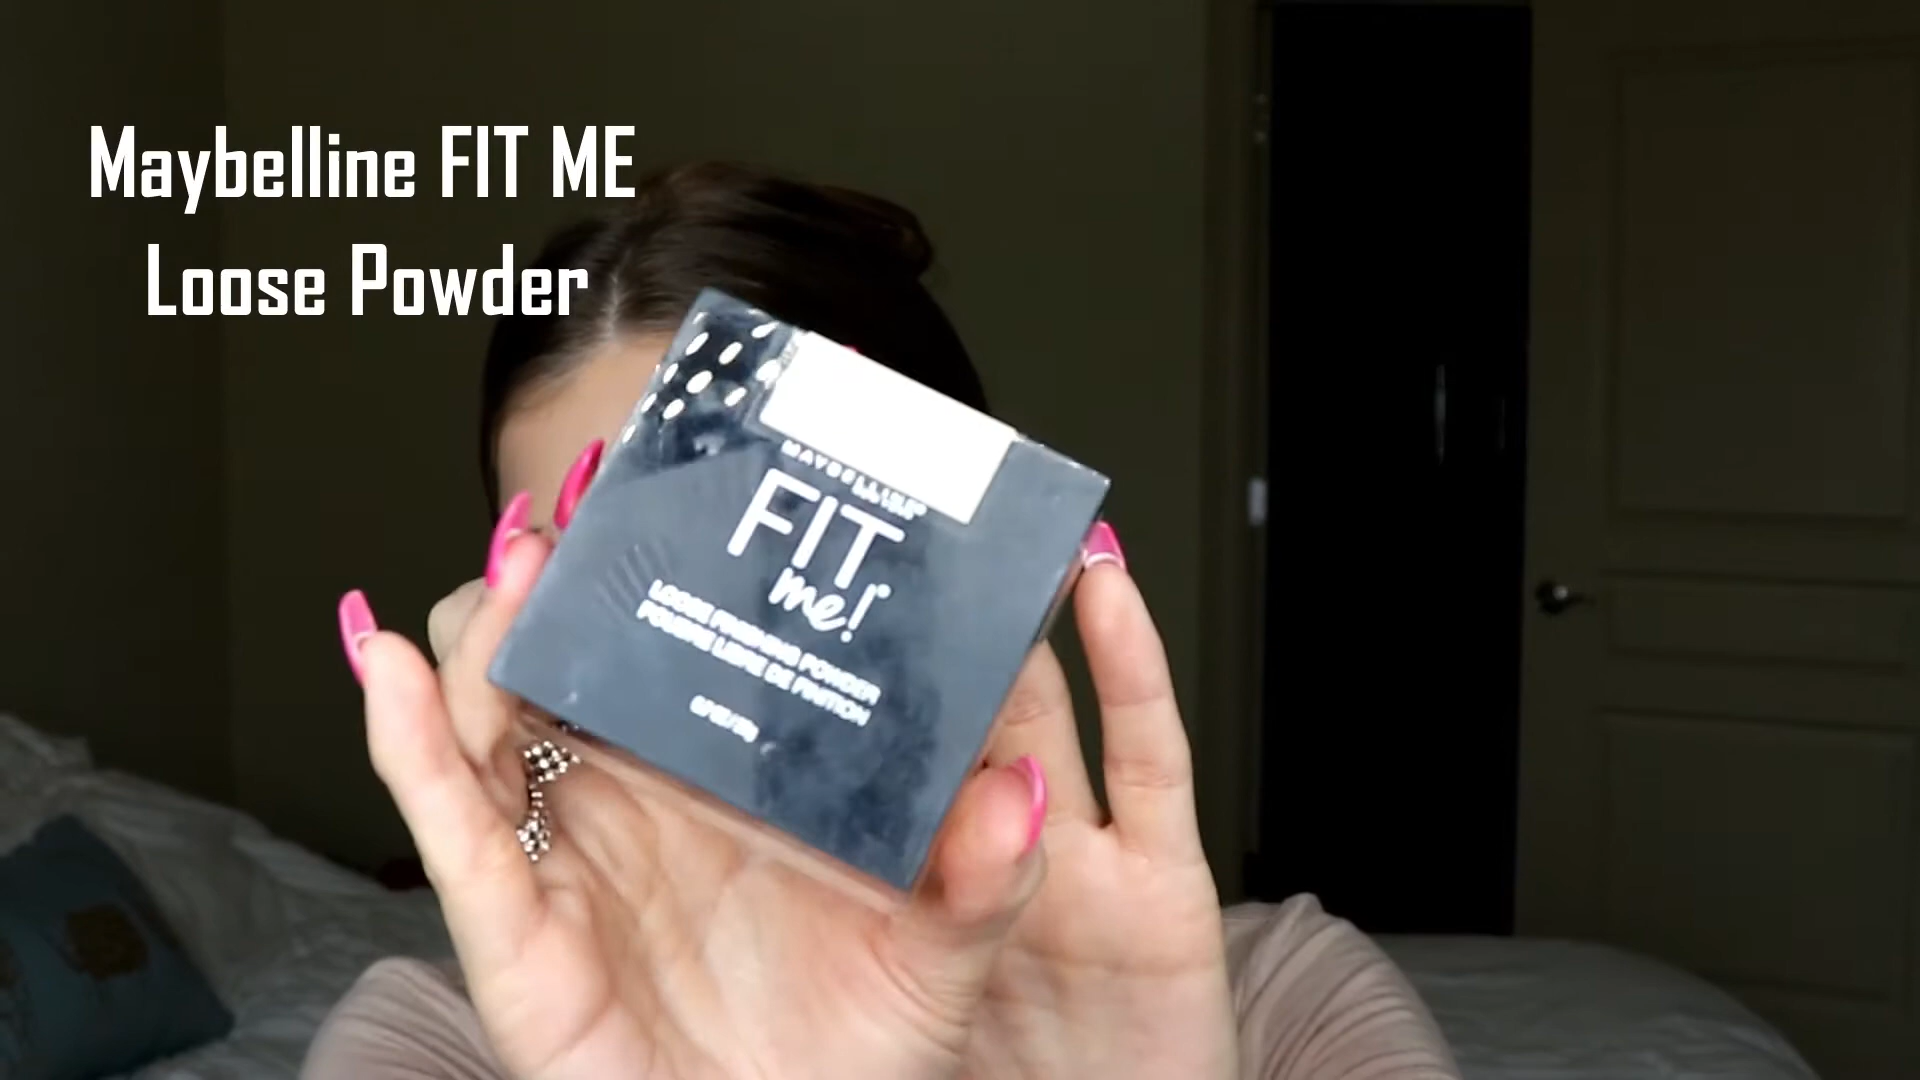 Maybelline FIT ME
Loose Powder
MAYBELLINE
FIT
me!
LOOSE FINISHING POWDER
POUDRE LIBRE DE FINITION